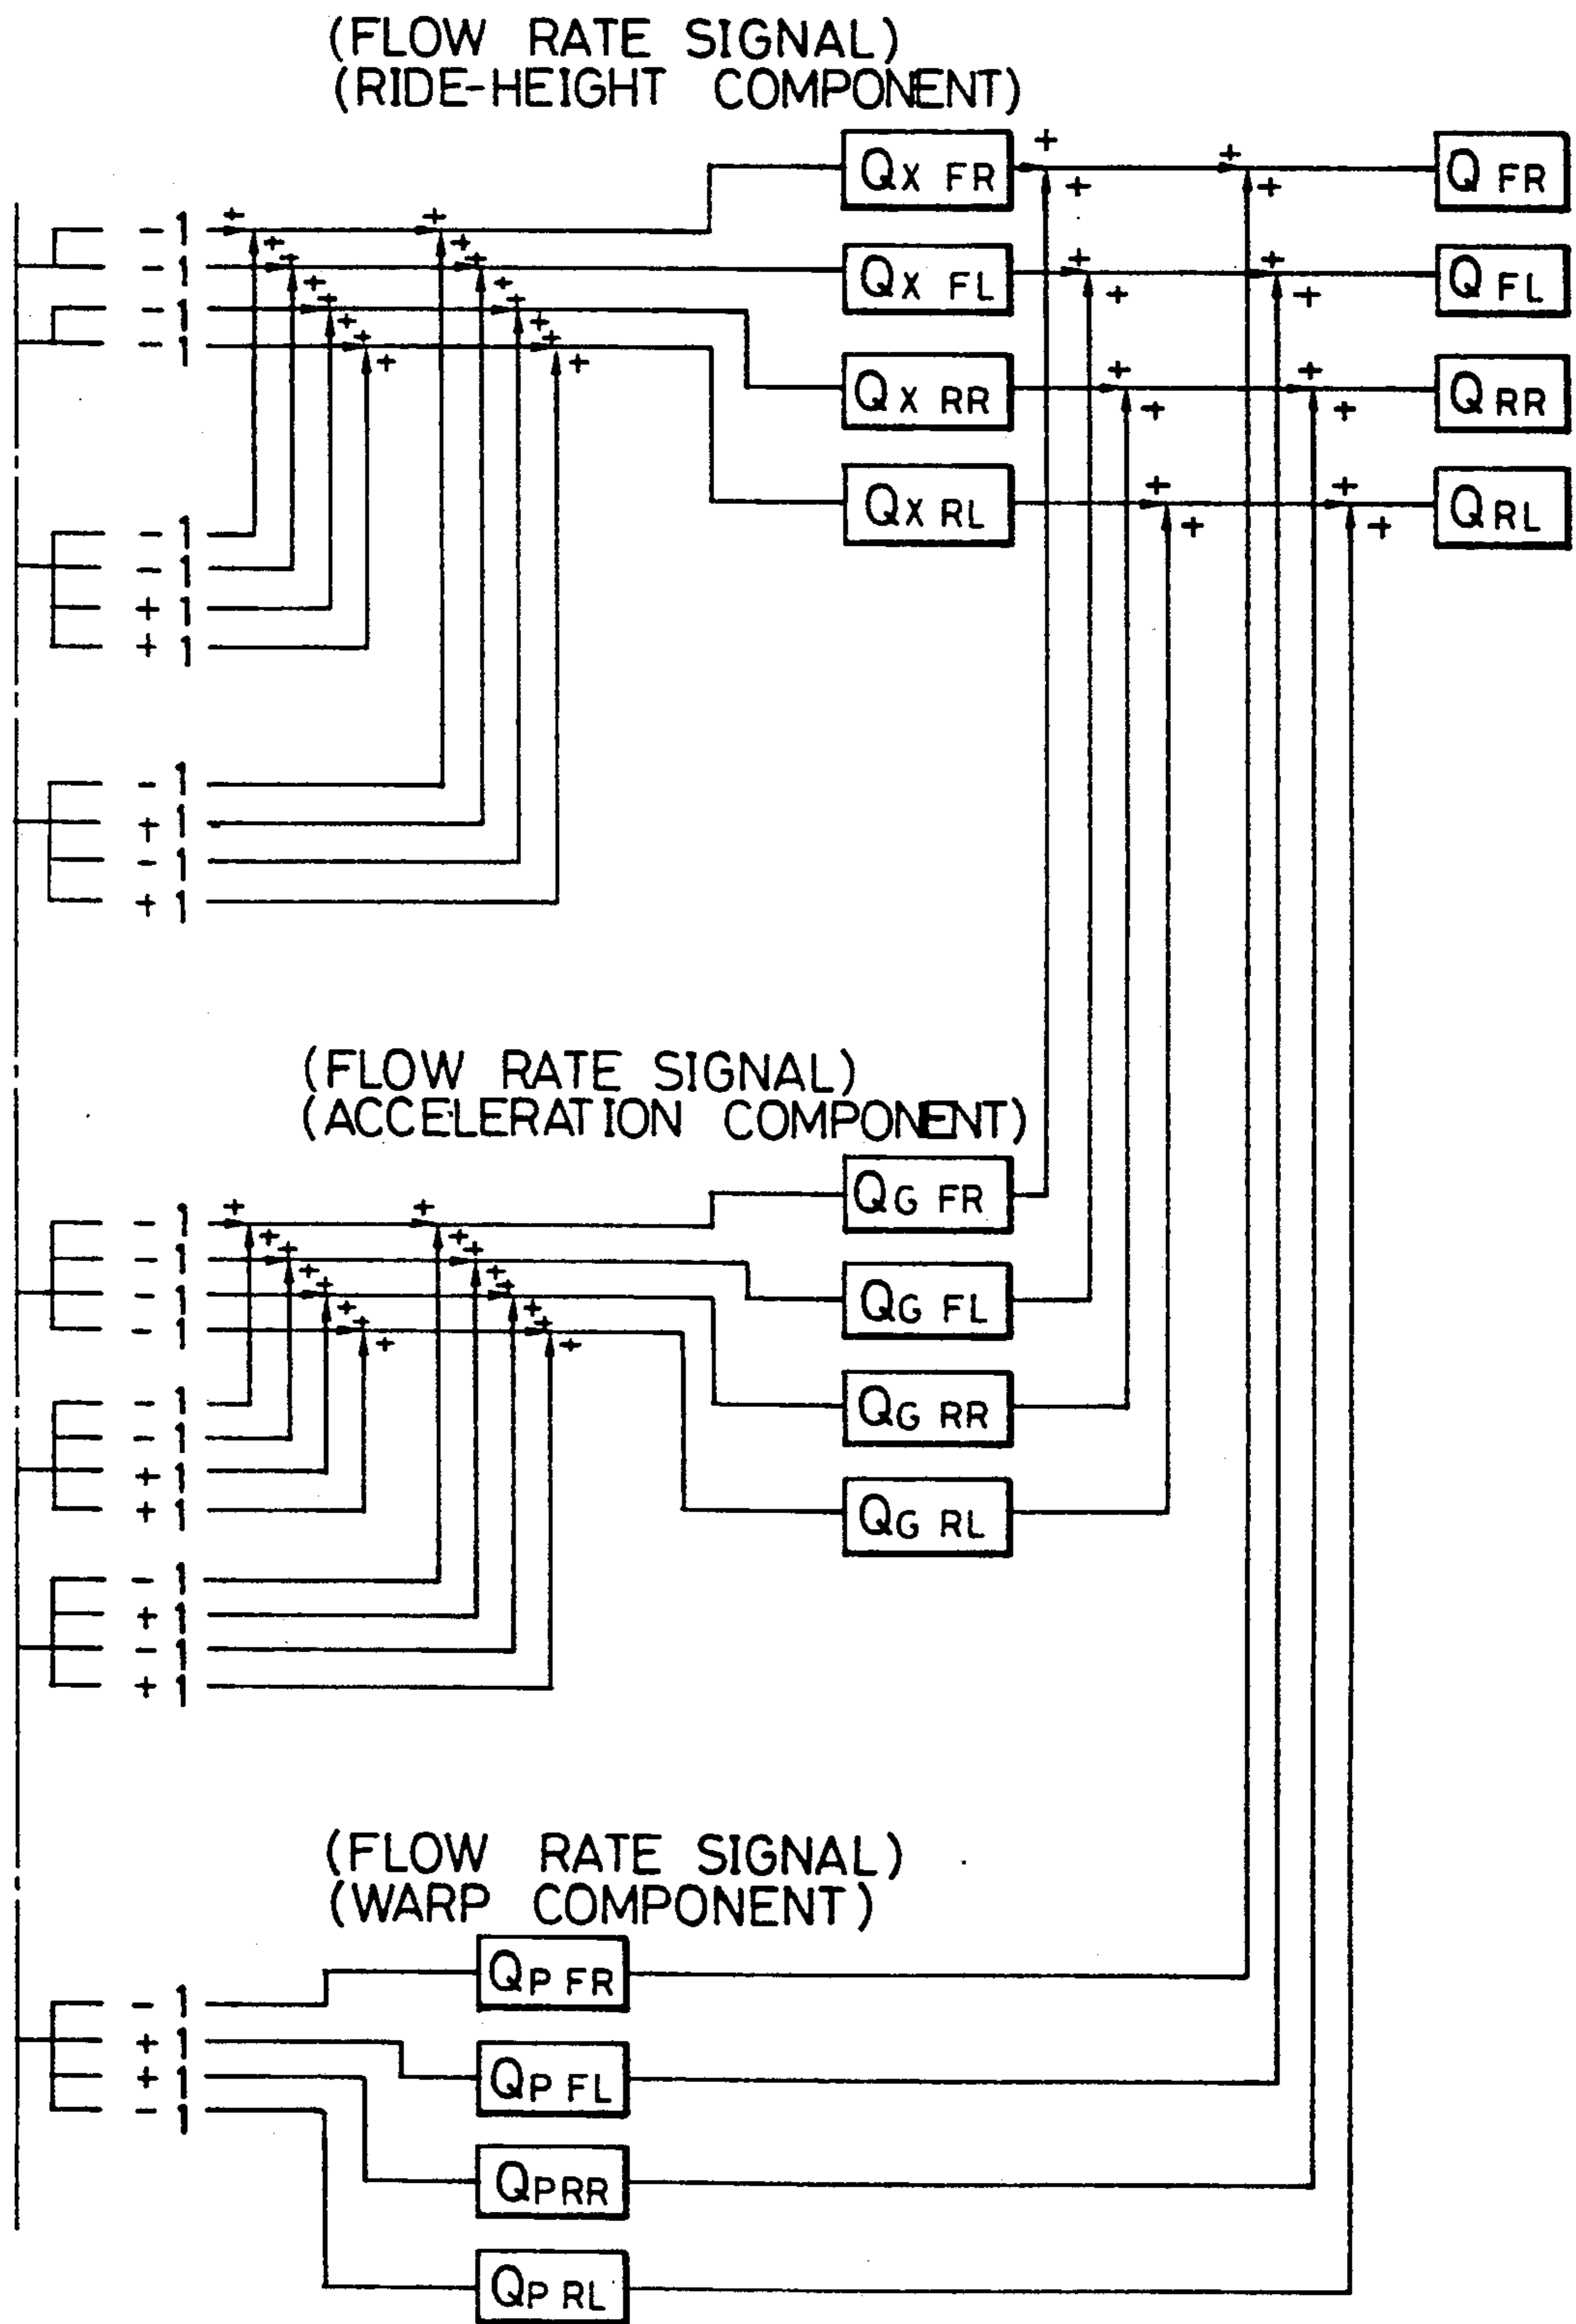 (FLOW RATE SIGNAL)
(RIDE-HEIGHT COMPONENT)
QX FR
Q FR
QX FL
Q FL
QX RR
Q RR
QX RL
Q RL
- 1
- 1
- 1
- 1
- 1
- 1
+ 1
+ 1
- 1
+ 1
- 1
+ 1
(FLOW RATE SIGNAL)
(ACCELERATION COMPONENT)
QG FR
QG FL
QG RR
QG RL
- 1
- 1
- 1
- 1
- 1
- 1
+ 1
+ 1
- 1
+ 1
- 1
+ 1
(FLOW RATE SIGNAL)
(WARP COMPONENT)
QP FR
QP FL
QP RR
QP RL
- 1
+ 1
+ 1
- 1